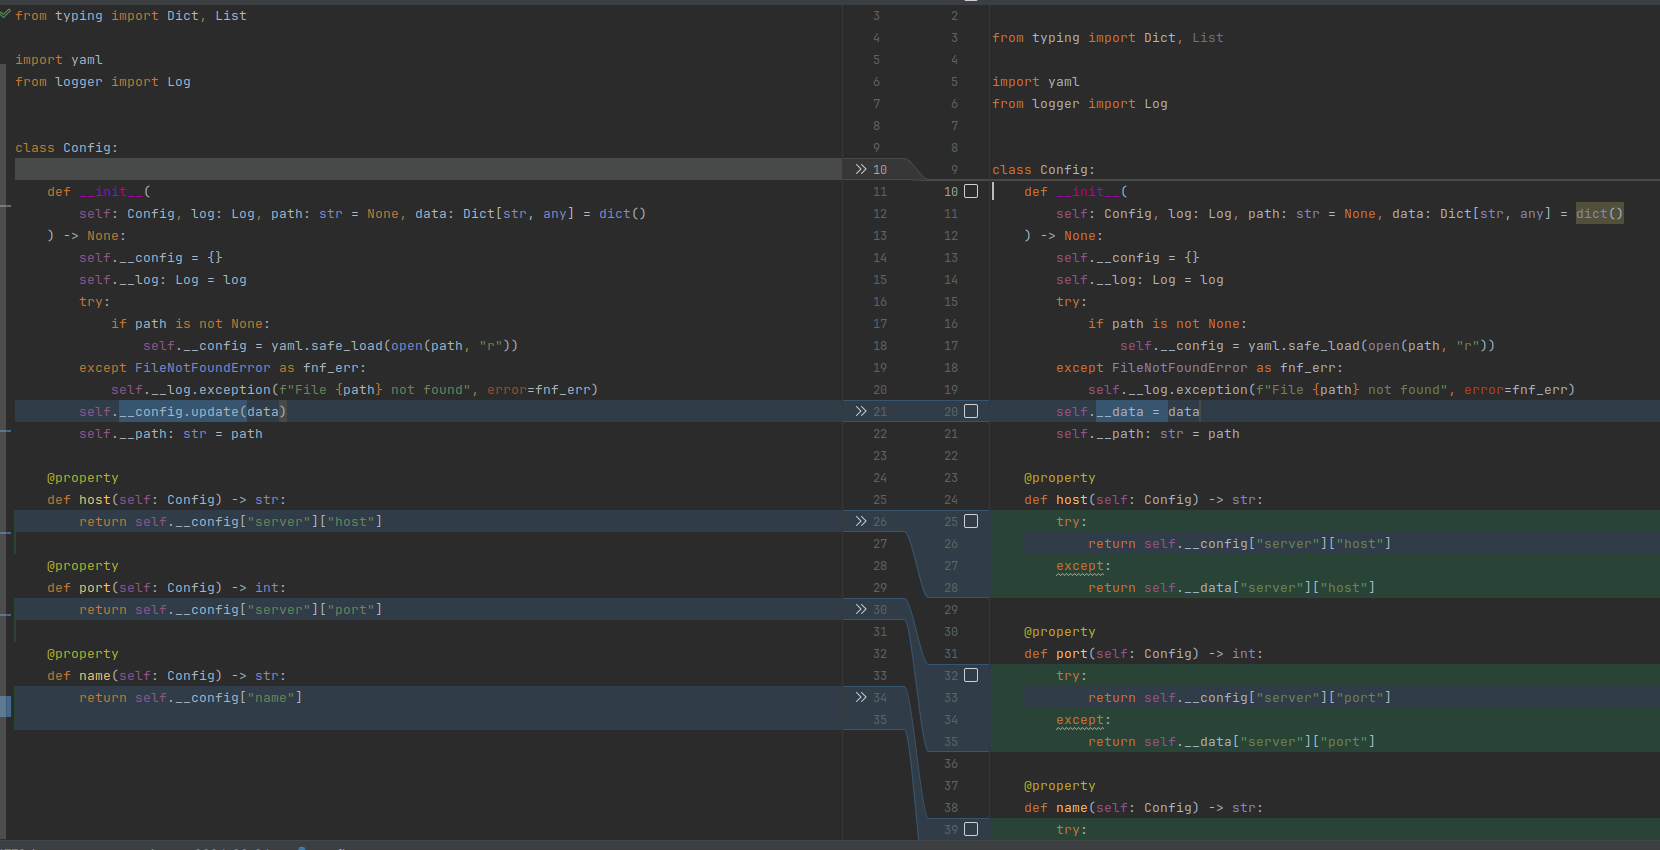 from typing import Dict, List
import yaml
from logger import Log
class Config:
    def __init__(
        self: Config, log: Log, path: str = None, data: Dict[str, any] = dict()
    ) -> None:
        self.__config = {}
        self.__log: Log = log
        try:
            if path is not None:
                self.__config = yaml.safe_load(open(path, "r"))
        except FileNotFoundError as fnf_err:
            self.__log.exception(f"File {path} not found", error=fnf_err)
        self.__config.update(data)
        self.__path: str = path
    @property
    def host(self: Config) -> str:
        return self.__config["server"]["host"]
    @property
    def port(self: Config) -> int:
        return self.__config["server"]["port"]
    @property
    def name(self: Config) -> str:
        return self.__config["name"]
3 2
4 3
5 4
6 5
7 6
8 7
9 8
10 9
11 10
12 11
13 12
14 13
15 14
16 15
17 16
18 17
19 18
20 19
21 20
22 21
23 22
24 23
25 24
26 25
27 26
28 27
29 28
30 29
31 30
32 31
33 32
34 33
35 34
35
36
37
38
39
from typing import Dict, List
import yaml
from logger import Log
class Config:
    def __init__(
        self: Config, log: Log, path: str = None, data: Dict[str, any] = dict()
    ) -> None:
        self.__config = {}
        self.__log: Log = log
        try:
            if path is not None:
                self.__config = yaml.safe_load(open(path, "r"))
        except FileNotFoundError as fnf_err:
            self.__log.exception(f"File {path} not found", error=fnf_err)
        self.__data = data
        self.__path: str = path
    @property
    def host(self: Config) -> str:
        try:
            return self.__config["server"]["host"]
        except:
            return self.__data["server"]["host"]
    @property
    def port(self: Config) -> int:
        try:
            return self.__config["server"]["port"]
        except:
            return self.__data["server"]["port"]
    @property
    def name(self: Config) -> str:
        try: